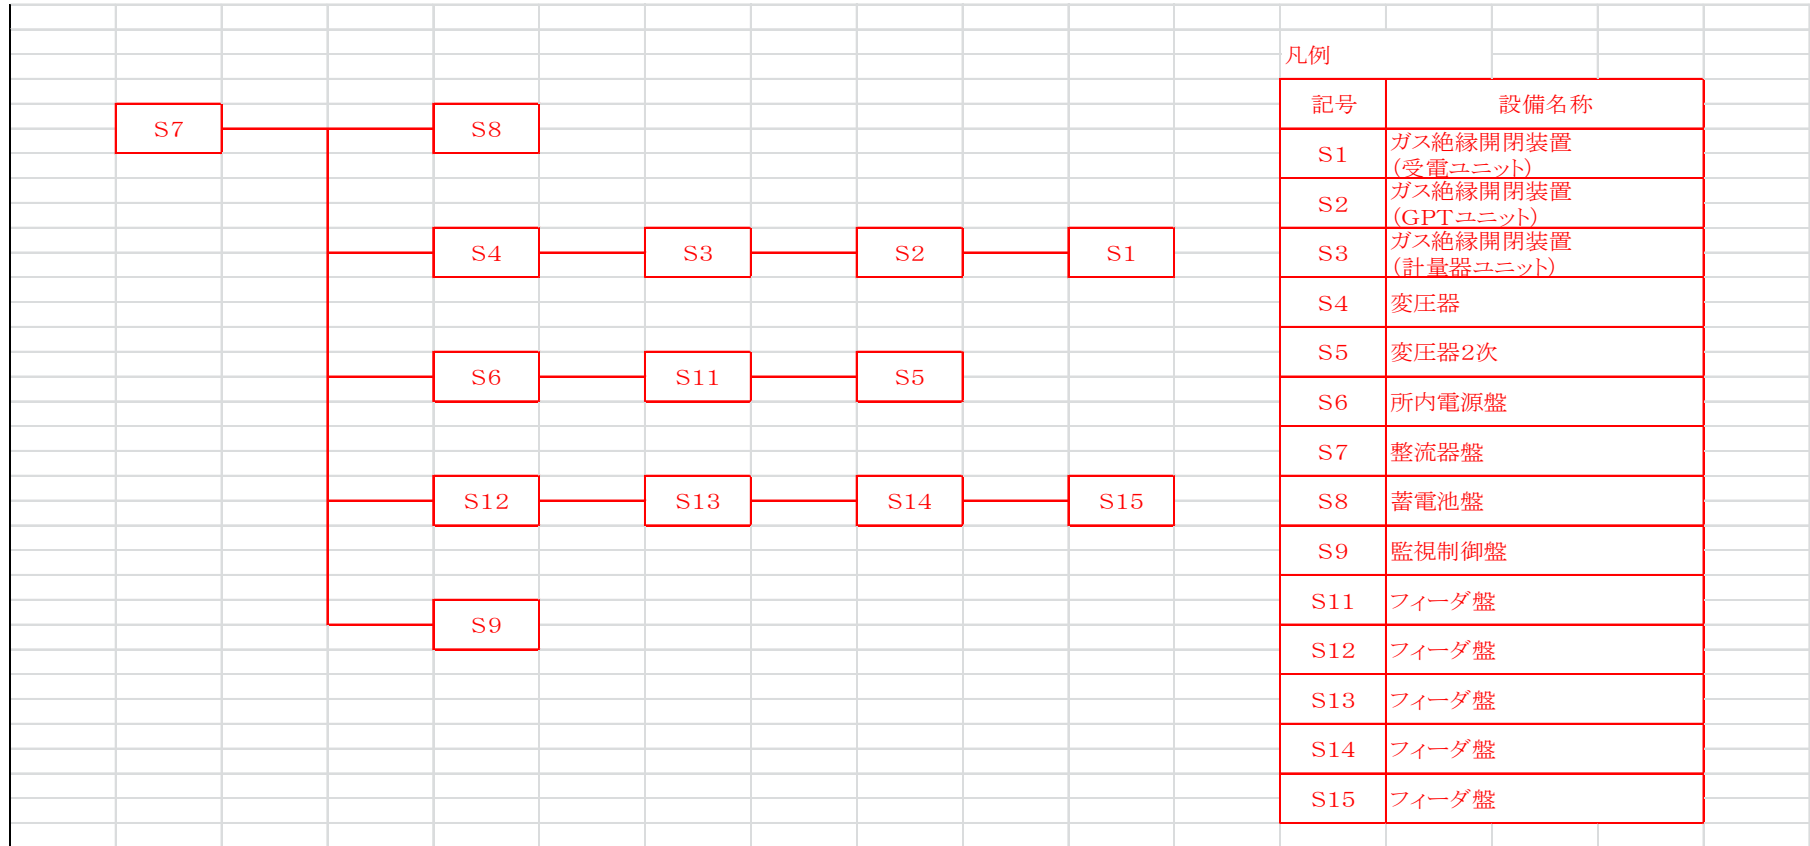 凡例
S7
S8
S4
S3
S2
S1
S6
S11
S5
S12
S13
S14
S15
S9
記号 設備名称
S1 ガス絶縁開閉装置
(受電ユニット)
S2 ガス絶縁開閉装置
(GPTユニット)
S3 ガス絶縁開閉装置
(計量器ユニット)
S4 変圧器
S5 変圧器2次
S6 所内電源盤
S7 整流器盤
S8 蓄電池盤
S9 監視制御盤
S11 フィーダ盤
S12 フィーダ盤
S13 フィーダ盤
S14 フィーダ盤
S15 フィーダ盤